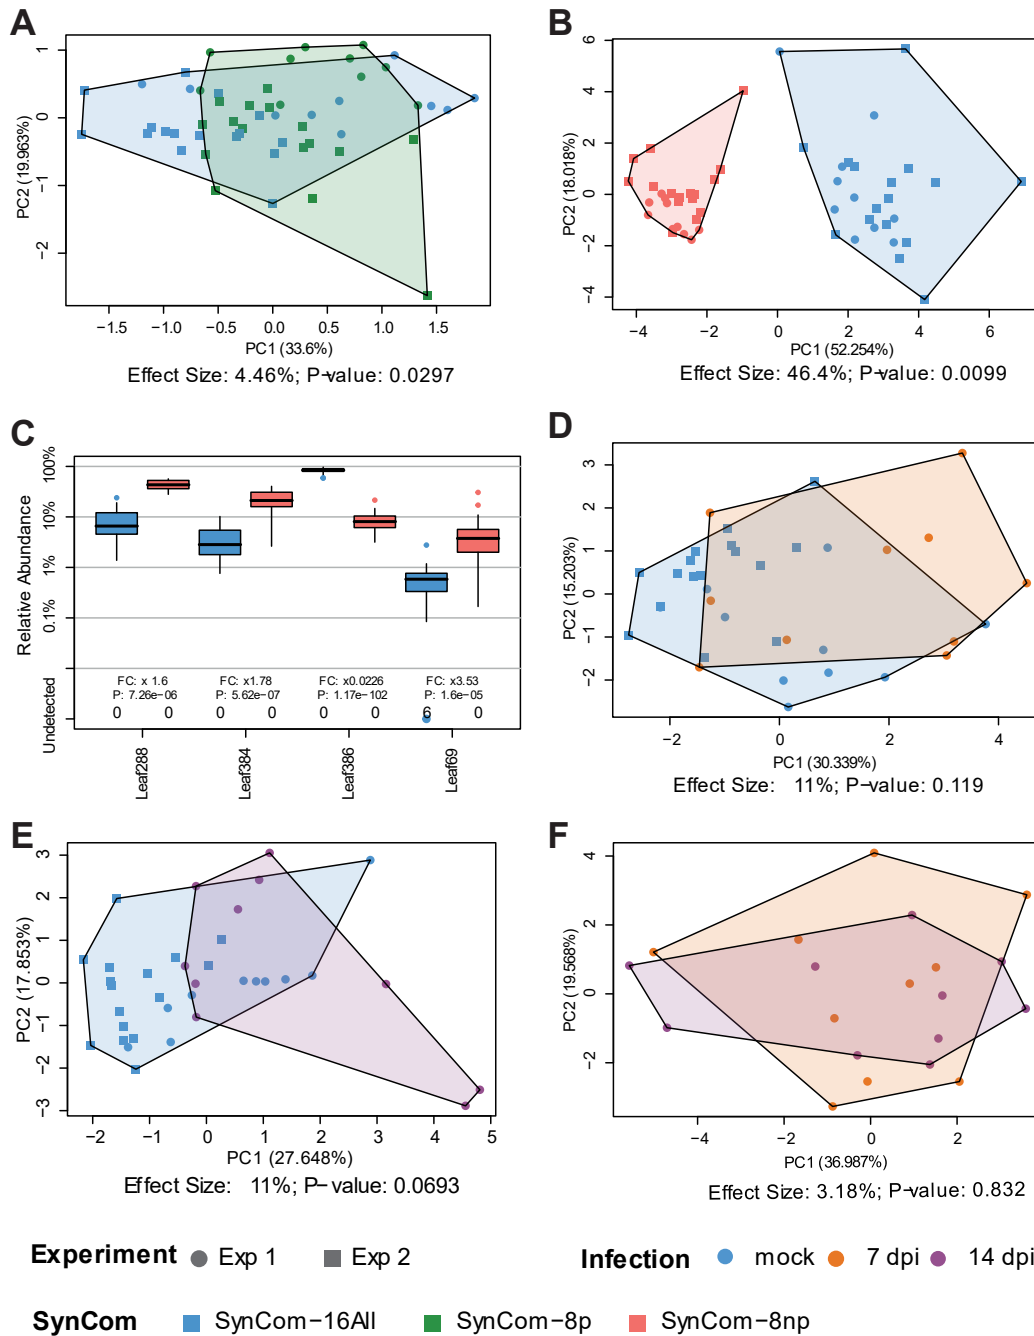 A
1
0
−1
−2
PC2 (19.963%)
−1.5
−1.0
−0.5
0.0
0.5
1.0
1.5
PC1 (33.6%)
Effect Size: 4.46%; P−value: 0.0297
B
6
4
2
0
−2
−4
PC2 (18.018%)
−4
−2
0
2
4
6
PC1 (52.254%)
Effect Size: 46.4%; P−value: 0.0099
C
Relative Abundance
100%
10%
1%
0.1%
Undetected
FC: x 1.6
P: 7.26e−06
0 0
FC: x1.78
P: 5.62e−07
0 0
FC: x0.0226
P: 1.17e−102
0 0
FC: x3.53
P: 1.6e−05
6 0
Leaf288
Leaf384
Leaf386
Leaf69
D
3
2
1
0
−1
−2
PC2 (15.203%)
−2
0
2
4
PC1 (30.339%)
Effect Size: 11%; P−value: 0.119
E
3
2
1
0
−1
−2
−3
PC2 (17.853%)
−2
−1
0
1
2
3
4
5
PC1 (27.648%)
Effect Size: 11%; P−value: 0.0693
F
4
2
0
−2
PC2 (19.568%)
−4
−2
0
2
PC1 (36.987%)
Effect Size: 3.18%; P−value: 0.832
Experiment Exp 1 Exp 2
Infection mock 7 dpi 14 dpi
SynCom SynCom−16All SynCom−8p SynCom−8np